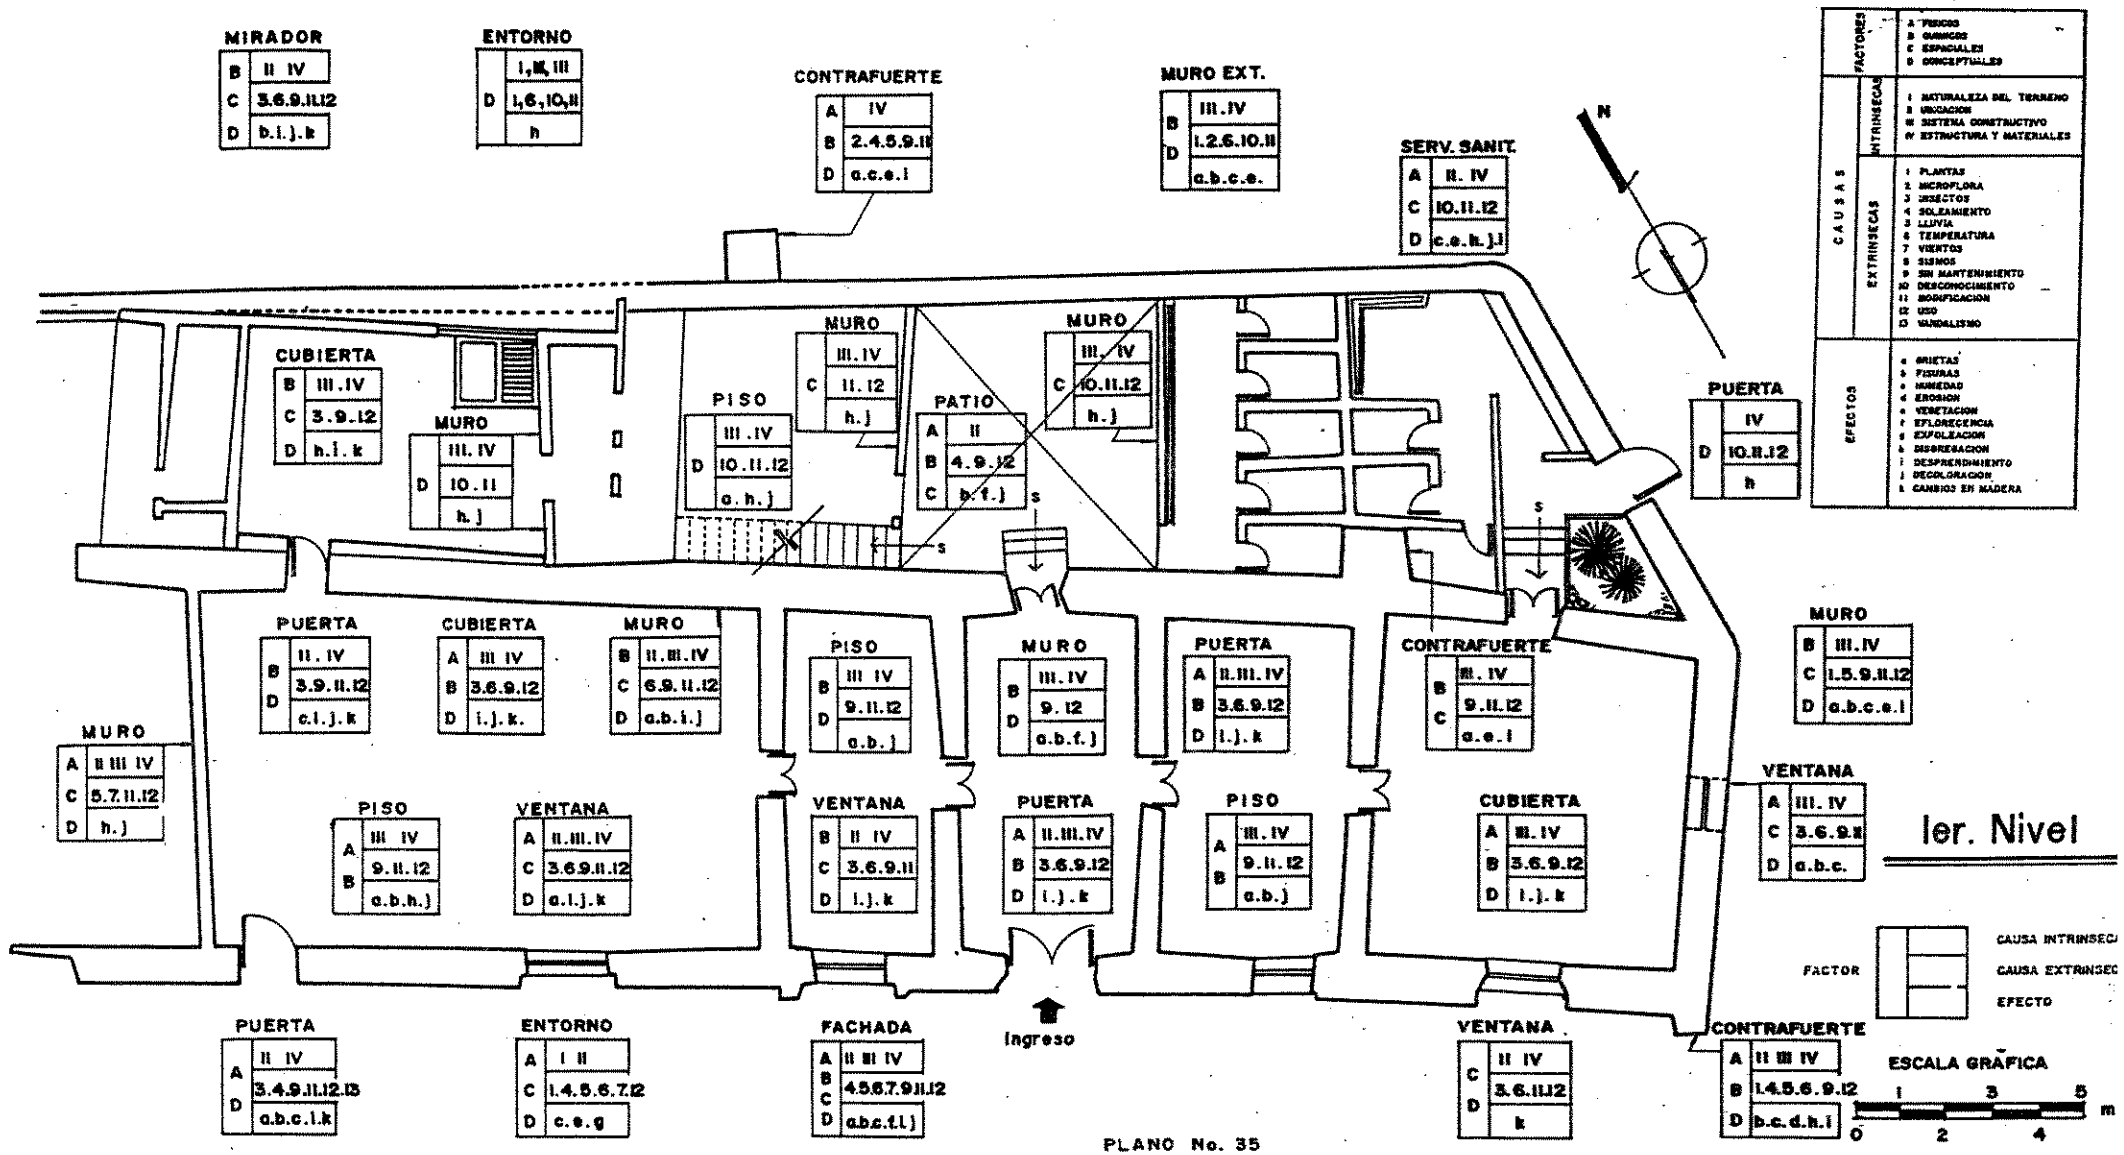 MIRADOR
B II IV
C 3.6.9.11.12
D b.i.j.k
ENTORNO
D 1,6,10,11
h
CONTRAFUERTE
A IV
B 2.4.5.9.11
D a.c.e.i
MURO EXT.
B III.IV
D 1.2.6.10.11
a.b.c.e.
SERV. SANIT.
A II. IV
C 10.11.12
D c.e.h.j.i
N
FACTORES
A FISICOS
B QUIMICOS
C ESPACIALES
D CONCEPTUALES
CAUSAS
INTRINSECAS
I NATURALEZA DEL TERRENO
II UBICACION
III SISTEMA CONSTRUCTIVO
IV ESTRUCTURA Y MATERIALES
EXTRINSECAS
1 PLANTAS
2 MICROFLORA
3 INSECTOS
4 SOLEAMIENTO
5 LLUVIA
6 TEMPERATURA
7 VIENTOS
8 SISMOS
9 SIN MANTENIMIENTO
10 DESCONOCIMIENTO
11 MODIFICACION
12 USO
13 VANDALISMO
EFECTOS
a GRIETAS
b FISURAS
c HUMEDAD
d EROSION
e VEGETACION
f EFLORECENCIA
g EXFOLEACION
h DISGREGACION
i DESPRENDIMIENTO
j DECOLORACION
k CAMBIOS EN MADERA
CUBIERTA
B III.IV
C 3.9.12
D h.i.k
MURO
III.IV
D 10.11
h.j
PISO
III.IV
D 10.11.12
a.h.j
MURO
III.IV
C 11.12
h.j
PATIO
A II
B 4.9.12
C b.f.j
MURO
III. IV
C 10.11.12
h.j
PUERTA
IV
D 10.11.12
h
S
S
S
PUERTA
B II.IV
D 3.9.11.12
c.i.j.k
CUBIERTA
A III IV
B 3.6.9.12
D i.j.k.
MURO
B II.III.IV
C 6.9.11.12
D a.b.i.j
PISO
B III IV
D 9.11.12
a.b.j
MURO
B III.IV
D 9.12
a.b.f.j
PUERTA
A II.III.IV
B 3.6.9.12
D i.j.k
CONTRAFUERTE
B III.IV
C 9.11.12
a.e.i
MURO
B III.IV
C 1.5.9.11.12
D a.b.c.e.i
MURO
A II III IV
C 5.7.11.12
D h.j
PISO
A III IV
B 9.11.12
a.b.h.j
VENTANA
A II.III.IV
C 3.6.9.11.12
D a.i.j.k
VENTANA
B II IV
C 3.6.9.11
D i.j.k
PUERTA
A II.III.IV
B 3.6.9.12
D i.j.k
PISO
A III.IV
B 9.11.12
a.b.j
CUBIERTA
A III.IV
B 3.6.9.12
D i.j.k
VENTANA
A III.IV
C 3.6.9.11
D a.b.c.
1er. Nivel
FACTOR
CAUSA INTRINSECA
CAUSA EXTRINSEC
EFECTO
PUERTA
A II IV
D 3.4.9.11.12.13
a.b.c.i.k
ENTORNO
A I II
C 1.4.5.6.7.12
D c.e.g
FACHADA
A II III IV
B
C 4.5.6.7.9.11.12
D a.b.c.f.i.j
Ingreso
VENTANA
C II IV
D 3.6.11.12
k
CONTRAFUERTE
A II III IV
B 1.4.5.6.9.12
D b.c.d.h.i
ESCALA GRAFICA
1 3 5
0 2 4
m
PLANO No. 35